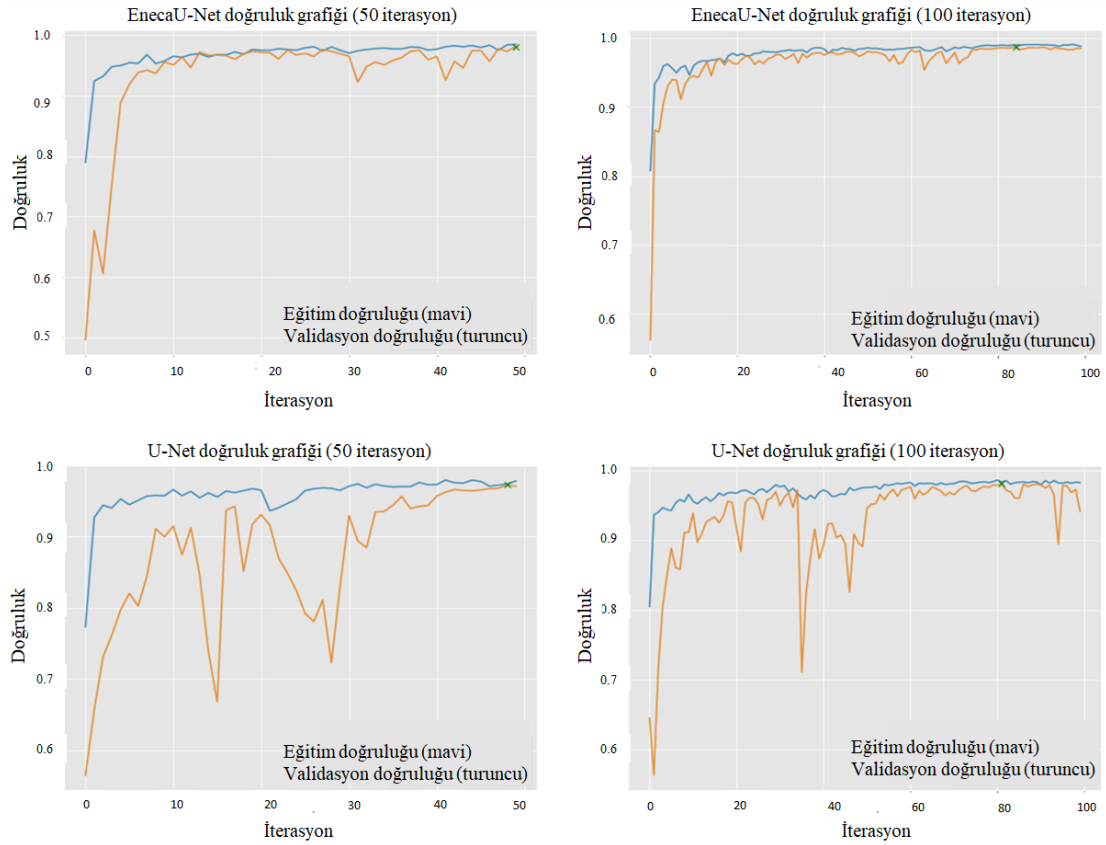 EnecaU-Net doğruluk grafiği (50 iterasyon)
1.0
0.9
0.8
0.7
0.6
0.5
Doğruluk
Eğitim doğruluğu (mavi)
Validasyon doğruluğu (turuncu)
0 10 20 30 40 50
İterasyon
EnecaU-Net doğruluk grafiği (100 iterasyon)
1.0
0.9
0.8
0.7
0.6
Doğruluk
Eğitim doğruluğu (mavi)
Validasyon doğruluğu (turuncu)
0 20 40 60 80 100
İterasyon
U-Net doğruluk grafiği (50 iterasyon)
1.0
0.9
0.8
0.7
0.6
Doğruluk
Eğitim doğruluğu (mavi)
Validasyon doğruluğu (turuncu)
0 10 20 30 40 50
İterasyon
U-Net doğruluk grafiği (100 iterasyon)
1.0
0.9
0.8
0.7
0.6
Doğruluk
Eğitim doğruluğu (mavi)
Validasyon doğruluğu (turuncu)
0 20 40 60 80 100
İterasyon